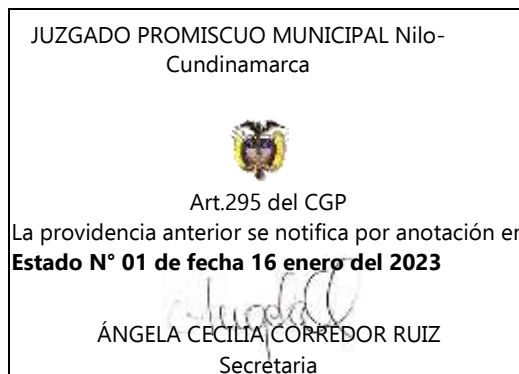 JUZGADO PROMISCUO MUNICIPAL Nilo-
Cundinamarca
Art.295 del CGP
La providencia anterior se notifica por anotación en
Estado N° 01 de fecha 16 enero del 2023
ÁNGELA CECILIA CORREDOR RUIZ
Secretaria